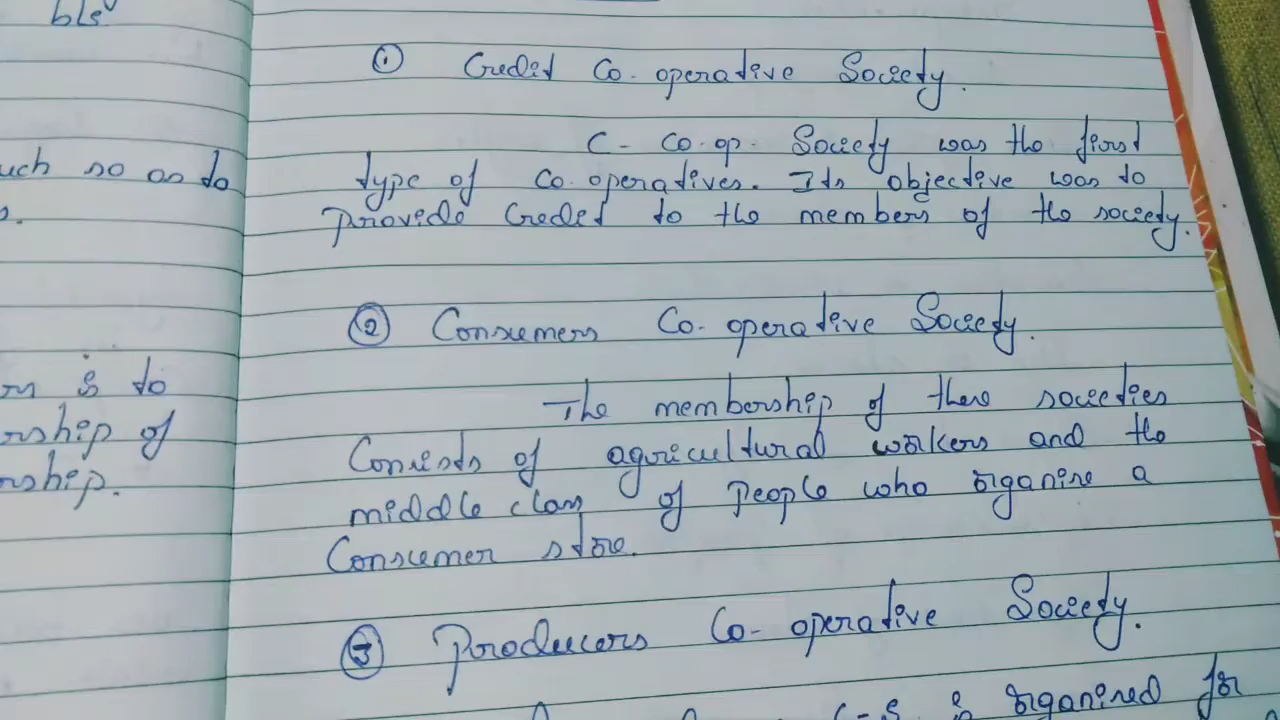 bls
uch so as to
s.
on is to
rship of
rship.
① Credit Co-operative Society.
C- Co.op. Society was the first
type of co.operatives. Its objective was to
provide Credit to the members of the society.
② Consumers Co-operative Society.
The membership of these societies
Consists of agricultural workers and the
middle class of people who organise a
Consumer store.
③ Producers Co-operative Society.
C-S is organised for